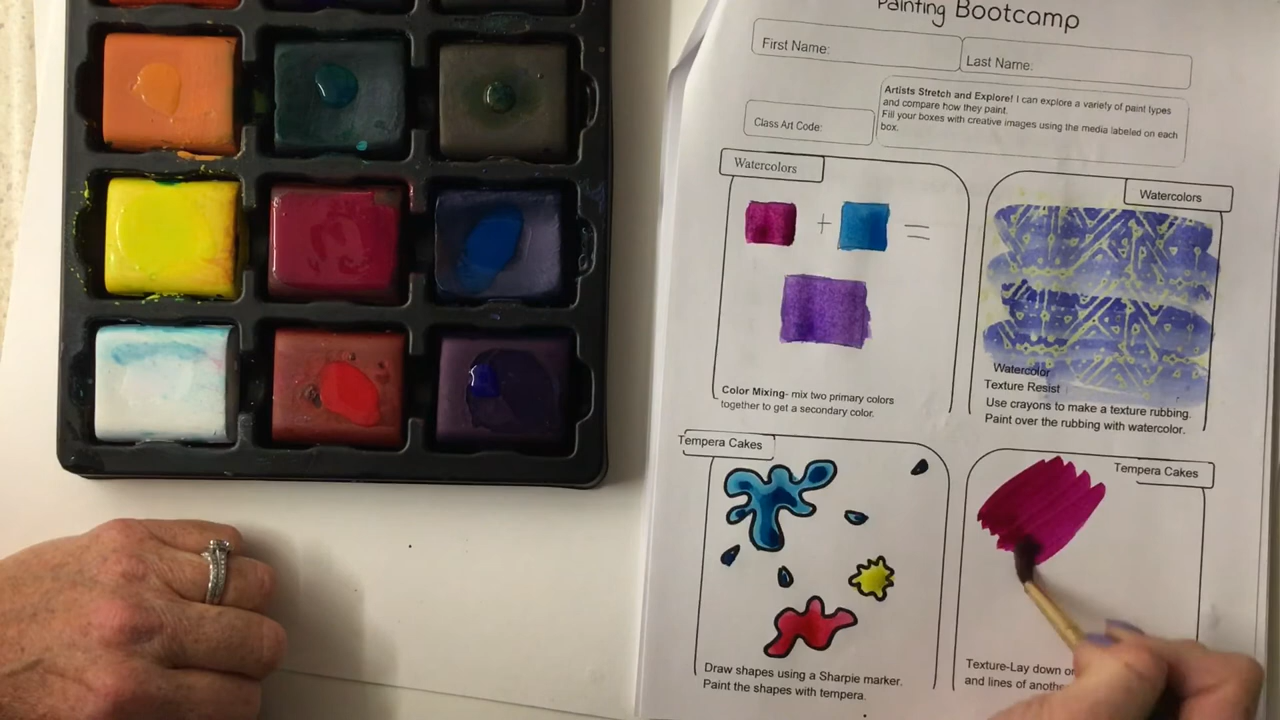 Painting Bootcamp
First Name:
Last Name:
Artists Stretch and Explore! I can explore a variety of paint types
and compare how they paint.
Fill your boxes with creative images using the media labeled on each
box.
Class Art Code:
Watercolors
+ =
Color Mixing- mix two primary colors
together to get a secondary color.
Watercolors
Watercolor
Texture Resist
Use crayons to make a texture rubbing.
Paint over the rubbing with watercolor.
Tempera Cakes
Draw shapes using a Sharpie marker.
Paint the shapes with tempera.
Tempera Cakes
Texture-Lay down
and lines of